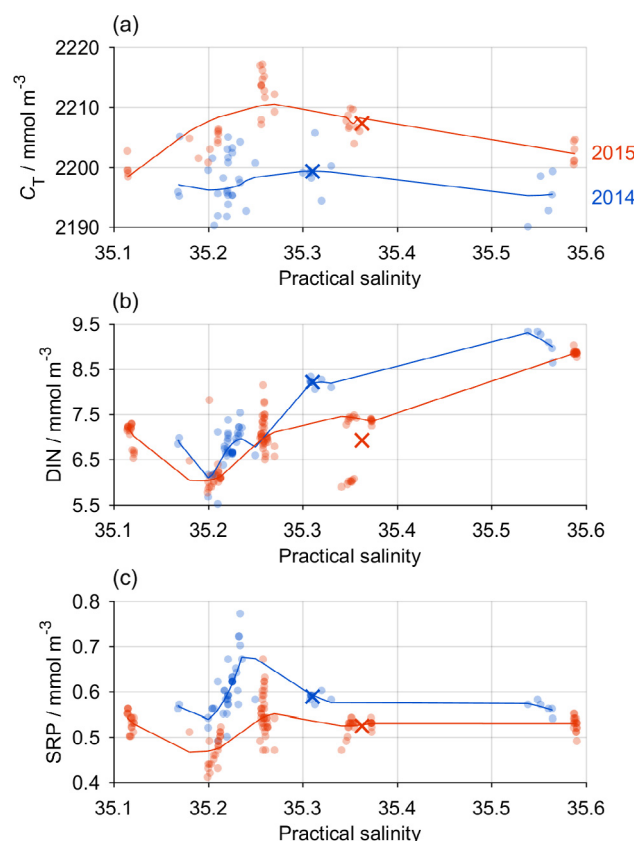 (a)
2220
2210
2200
2190
C_T / mmol m⁻³
2015
2014
35.1 35.2 35.3 35.4 35.5 35.6
Practical salinity
(b)
9.5
8.5
7.5
6.5
5.5
DIN / mmol m⁻³
35.1 35.2 35.3 35.4 35.5 35.6
Practical salinity
(c)
0.8
0.7
0.6
0.5
0.4
SRP / mmol m⁻³
35.1 35.2 35.3 35.4 35.5 35.6
Practical salinity